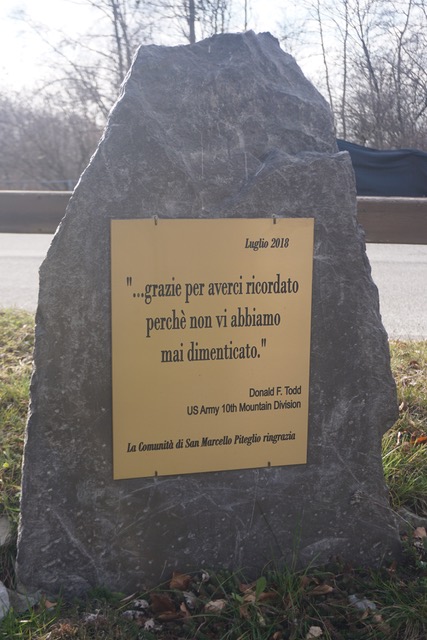 Luglio 2018
"...grazie per averci ricordato
perchè non vi abbiamo
mai dimenticato."
Donald F. Todd
US Army 10th Mountain Division
La Comunità di San Marcello Piteglio ringrazia